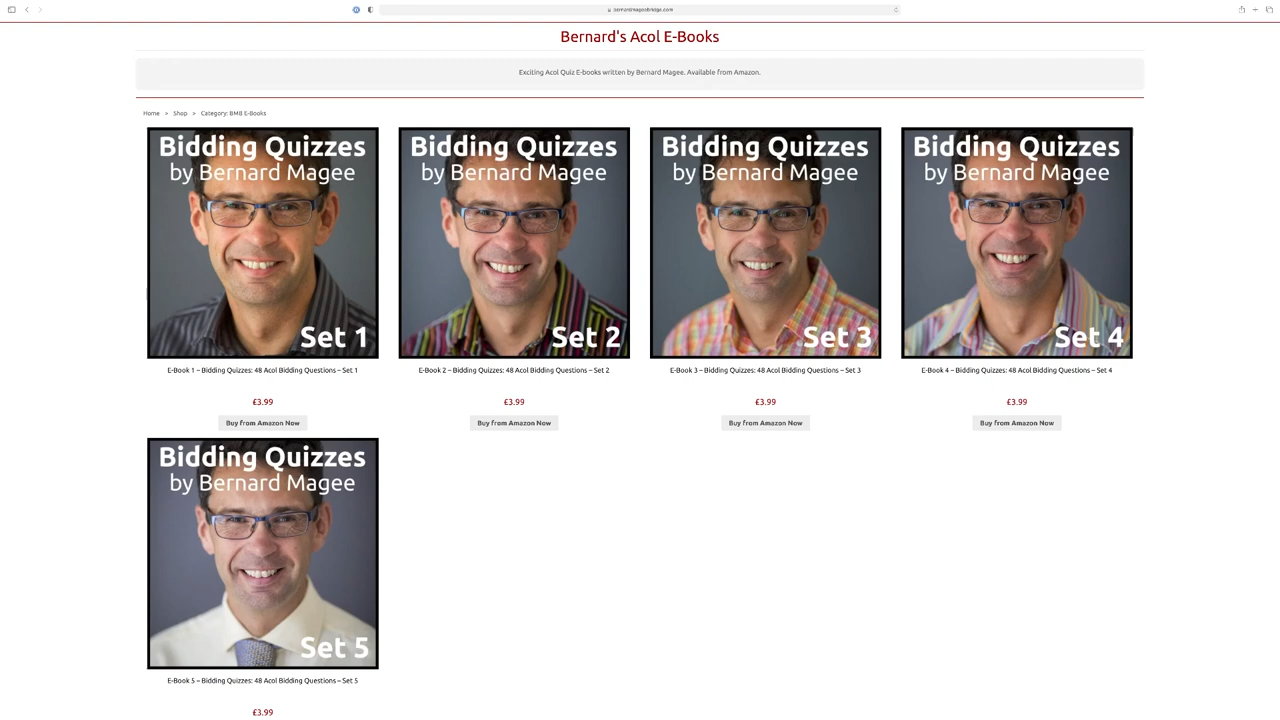 bernardmageebridge.com
Bernard's Acol E-Books
Exciting Acol Quiz E-books written by Bernard Magee. Available from Amazon.
Home > Shop > Category: BMB E-Books
Bidding Quizzes
by Bernard Magee
Set 1
Bidding Quizzes
by Bernard Magee
Set 2
Bidding Quizzes
by Bernard Magee
Set 3
Bidding Quizzes
by Bernard Magee
Set 4
E-Book 1 – Bidding Quizzes: 48 Acol Bidding Questions – Set 1
E-Book 2 – Bidding Quizzes: 48 Acol Bidding Questions – Set 2
E-Book 3 – Bidding Quizzes: 48 Acol Bidding Questions – Set 3
E-Book 4 – Bidding Quizzes: 48 Acol Bidding Questions – Set 4
£3.99
£3.99
£3.99
£3.99
Buy from Amazon Now
Buy from Amazon Now
Buy from Amazon Now
Buy from Amazon Now
Bidding Quizzes
by Bernard Magee
Set 5
E-Book 5 – Bidding Quizzes: 48 Acol Bidding Questions – Set 5
£3.99